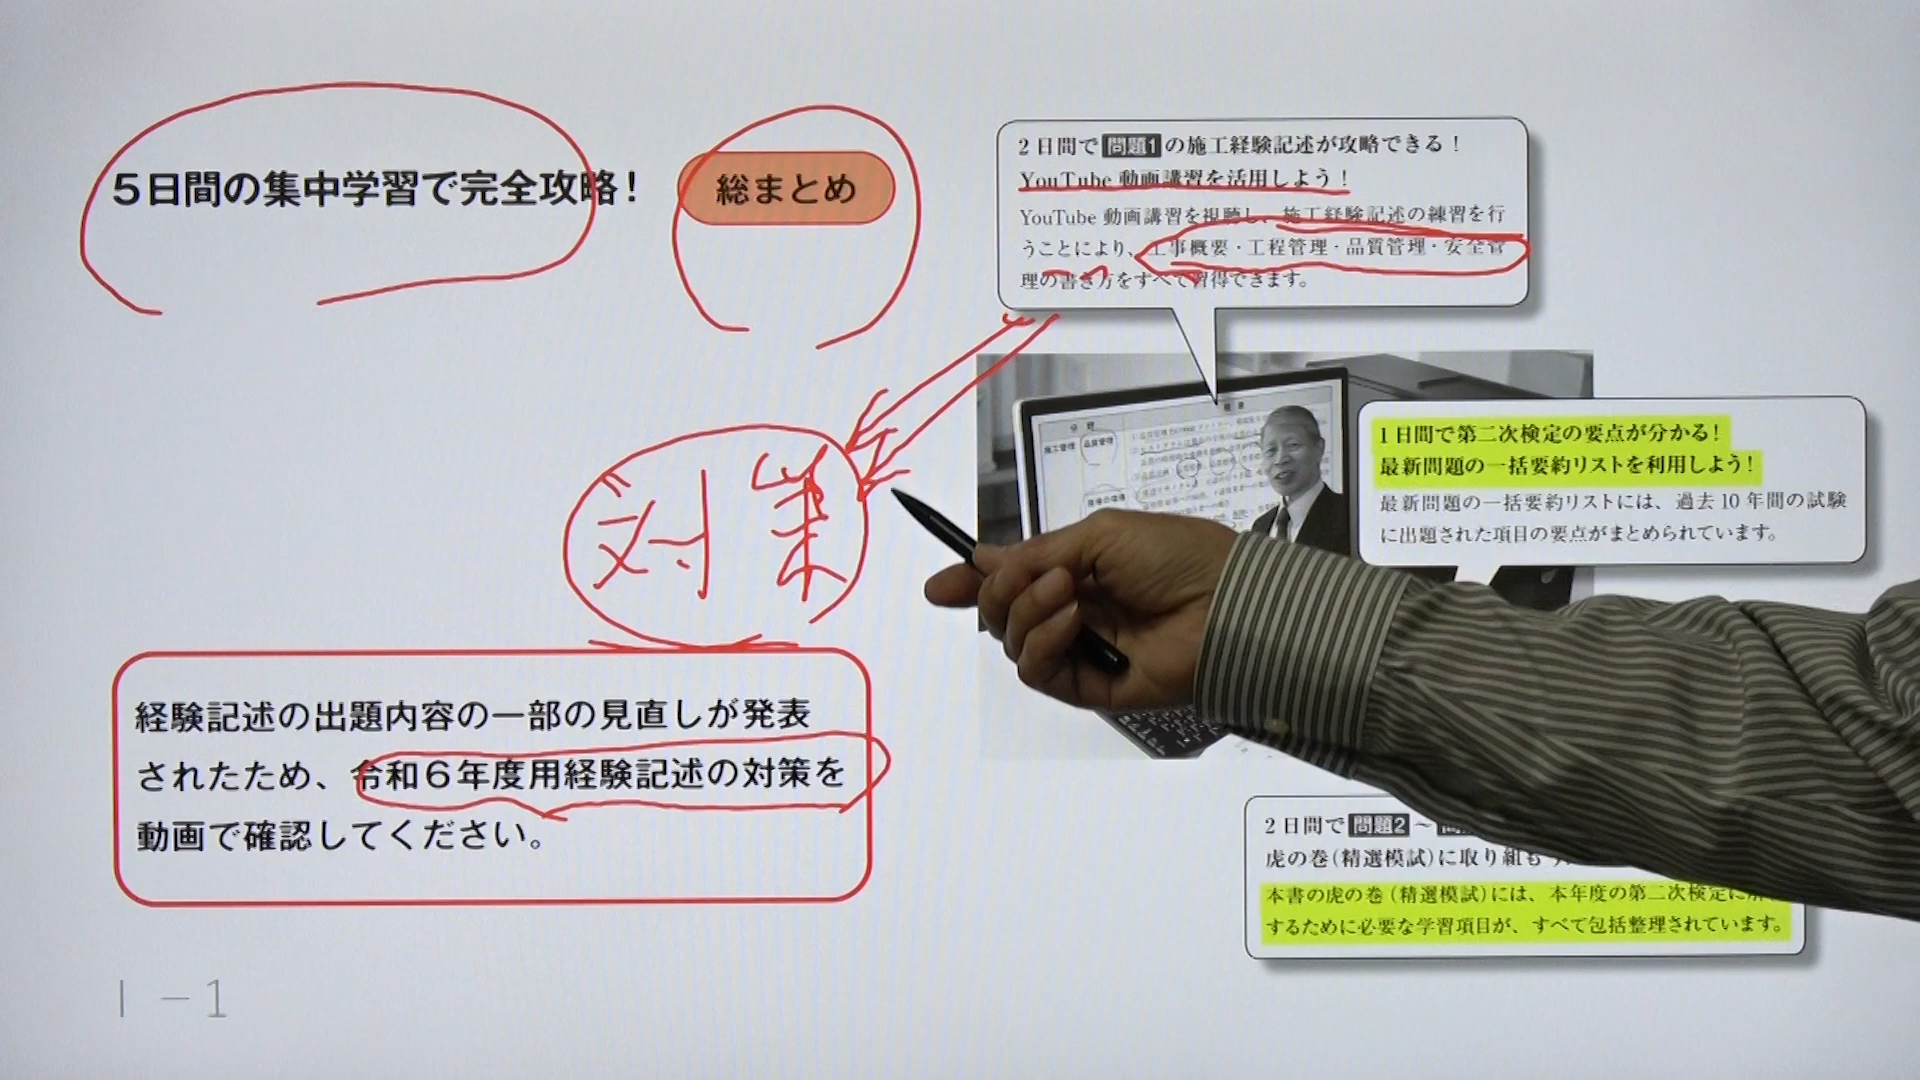 5日間の集中学習で完全攻略！
総まとめ
2日間で問題1の施工経験記述が攻略できる！
YouTube 動画講習を活用しよう！
YouTube 動画講習を視聴し、施工経験記述の練習を行
うことにより、工事概要・工程管理・品質管理・安全管
理の書き方をすべて習得できます。
概要
分類
施工管理 品質管理
1日間で第二次検定の要点が分かる！
最新問題の一括要約リストを利用しよう！
最新問題の一括要約リストには、過去10年間の試験
に出題された項目の要点がまとめられています。
対策
経験記述の出題内容の一部の見直しが発表
されたため、令和6年度用経験記述の対策を
動画で確認してください。
2日間で問題2～
虎の巻（精選模試）に取り組も
本書の虎の巻（精選模試）には、本年度の第二次検定に
するために必要な学習項目が、すべて包括整理されています。
Ⅰ－1